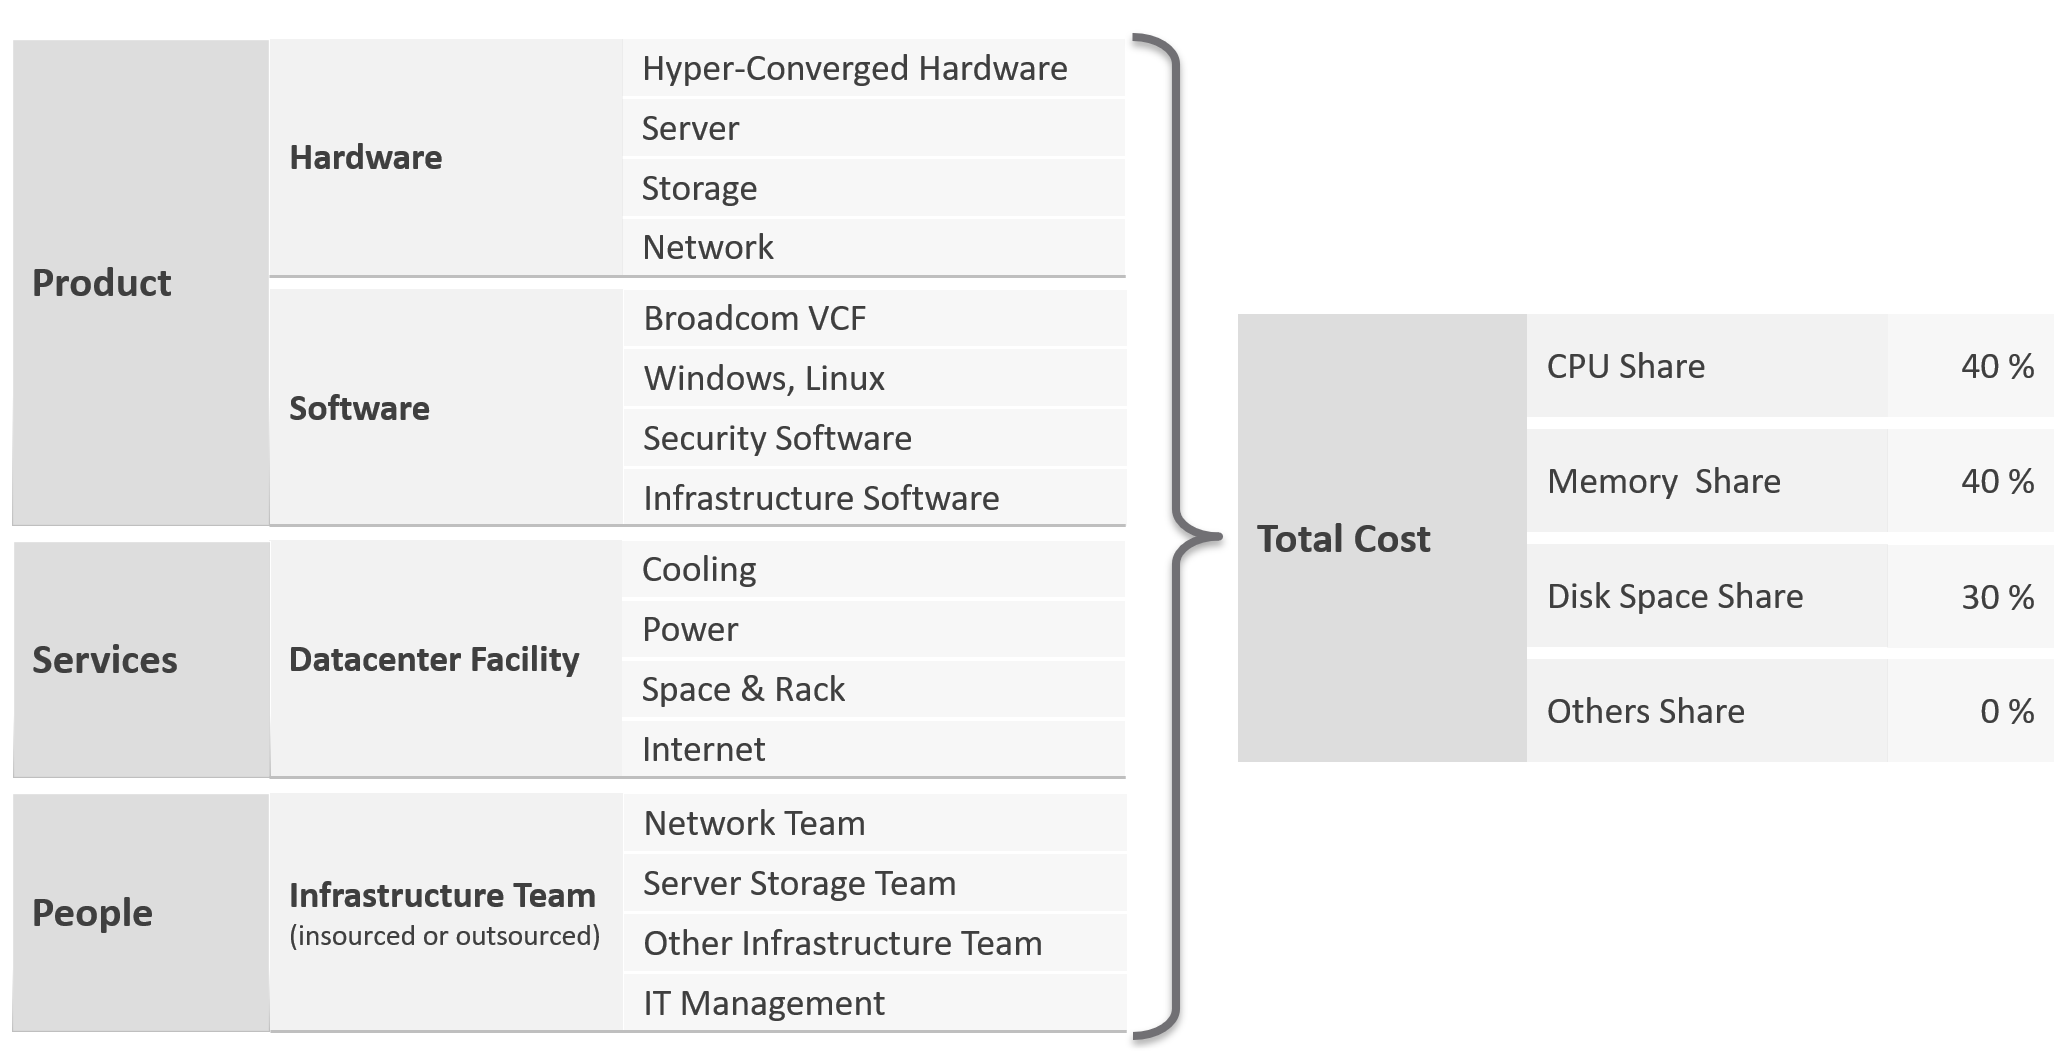 Product
Hardware
Hyper-Converged Hardware
Server
Storage
Network
Software
Broadcom VCF
Windows, Linux
Security Software
Infrastructure Software
Services
Datacenter Facility
Cooling
Power
Space & Rack
Internet
People
Infrastructure Team
(insourced or outsourced)
Network Team
Server Storage Team
Other Infrastructure Team
IT Management
Total Cost
CPU Share 40 %
Memory  Share 40 %
Disk Space Share 30 %
Others Share 0 %